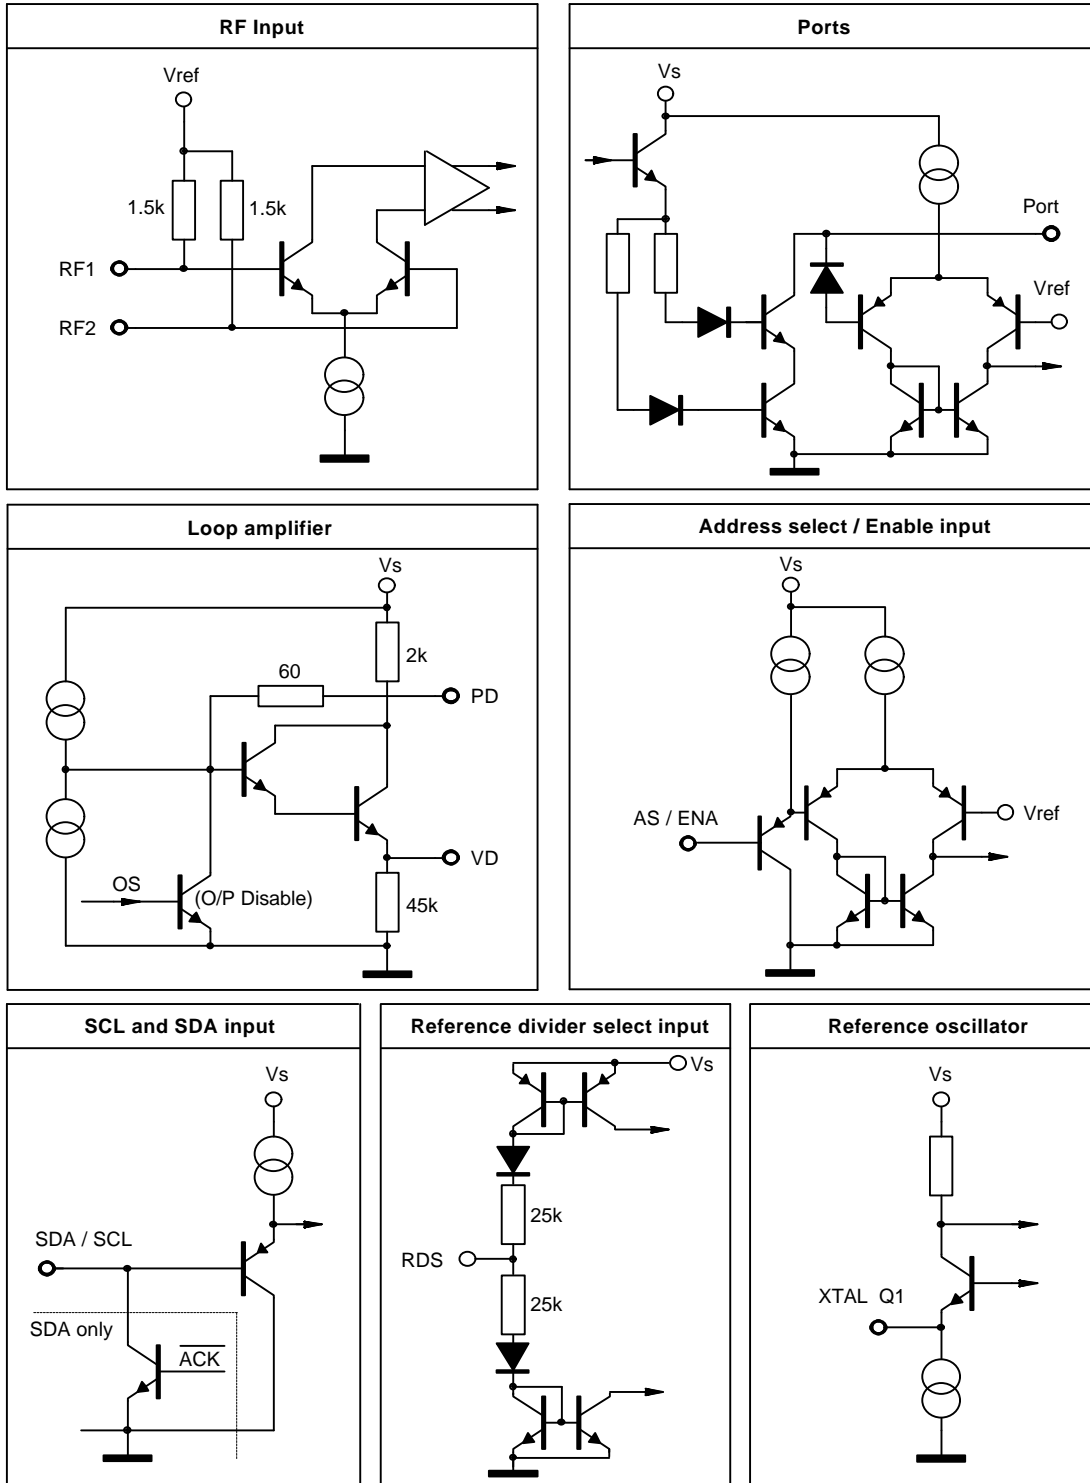 RF Input
Vref
1.5k
1.5k
RF1
RF2
Ports
Vs
Port
Vref
Loop amplifier
Vs
2k
60
PD
VD
OS
(O/P Disable)
45k
Address select / Enable input
Vs
AS / ENA
Vref
SCL and SDA input
Vs
SDA / SCL
SDA only
ACK
Reference divider select input
Vs
25k
RDS
25k
Reference oscillator
Vs
XTAL Q1